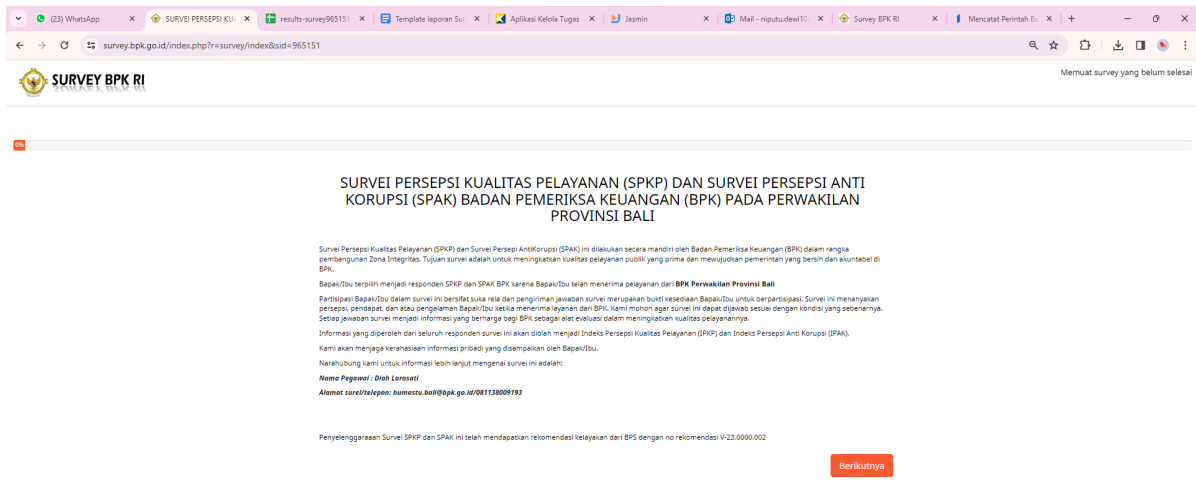 (23) WhatsApp
SURVEI PERSEPSI KU
results-survey965151
Template laporan Sur
Aplikasi Kelola Tugas
Jasmin
Mail - niputu.dewi10
Survey BPK RI
Mencatat Perintah Ba
survey.bpk.go.id/index.php?r=survey/index&sid=965151
SURVEY BPK RI
Memuat survey yang belum selesai
0%
SURVEI PERSEPSI KUALITAS PELAYANAN (SPKP) DAN SURVEI PERSEPSI ANTI
KORUPSI (SPAK) BADAN PEMERIKSA KEUANGAN (BPK) PADA PERWAKILAN
PROVINSI BALI
Survei Persepsi Kualitas Pelayanan (SPKP) dan Survei Persepi AntiKorupsi (SPAK) ini dilakukan secara mandiri oleh Badan Pemeriksa Keuangan (BPK) dalam rangka
pembangunan Zona Integritas. Tujuan survei adalah untuk meningkatkan kualitas pelayanan publik yang prima dan mewujudkan pemerintah yang bersih dan akuntabel di
BPK.
Bapak/Ibu terpilih menjadi responden SPKP dan SPAK BPK karena Bapak/Ibu telah menerima pelayanan dari BPK Perwakilan Provinsi Bali
Partisipasi Bapak/Ibu dalam survei ini bersifat suka rela dan pengiriman jawaban survei merupakan bukti kesediaan Bapak/Ibu untuk berpartisipasi. Survei ini menanyakan
persepsi, pendapat, dan atau pengalaman Bapak/Ibu ketika menerima layanan dari BPK. Kami mohon agar survei ini dapat dijawab sesuai dengan kondisi yang sebenarnya.
Setiap jawaban survei menjadi informasi yang berharga bagi BPK sebagai alat evaluasi dalam meningkatkan kualitas pelayanannya.
Informasi yang diperoleh dari seluruh responden survei ini akan diolah menjadi Indeks Persepsi Kualitas Pelayanan (IPKP) dan Indeks Persepsi Anti Korupsi (IPAK).
Kami akan menjaga kerahasiaan informasi pribadi yang disampaikan oleh Bapak/Ibu.
Narahubung kami untuk informasi lebih lanjut mengenai survei ini adalah:
Nama Pegawai : Diah Larasati
Alamat surel/telepon: humastu.bali@bpk.go.id/081138009193
Penyelenggaraaan Survei SPKP dan SPAK ini telah mendapatkan rekomendasi kelayakan dari BPS dengan no rekomendasi V-23.0000.002
Berikutnya